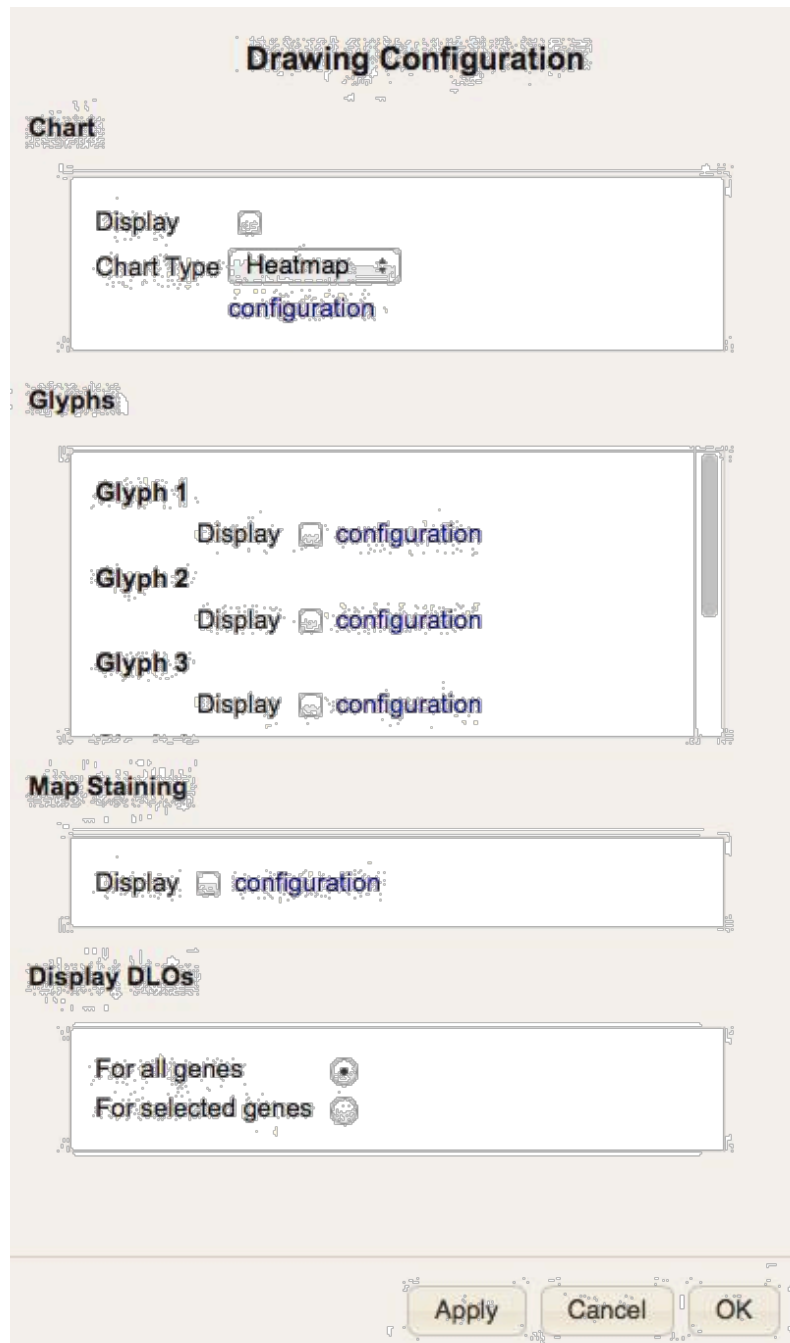 Drawing Configuration
Chart
Display
Chart Type Heatmap
configuration
Glyphs
Glyph 1
Display configuration
Glyph 2
Display configuration
Glyph 3
Display configuration
Map Staining
Display configuration
Display DLOs
For all genes
For selected genes
Apply Cancel OK